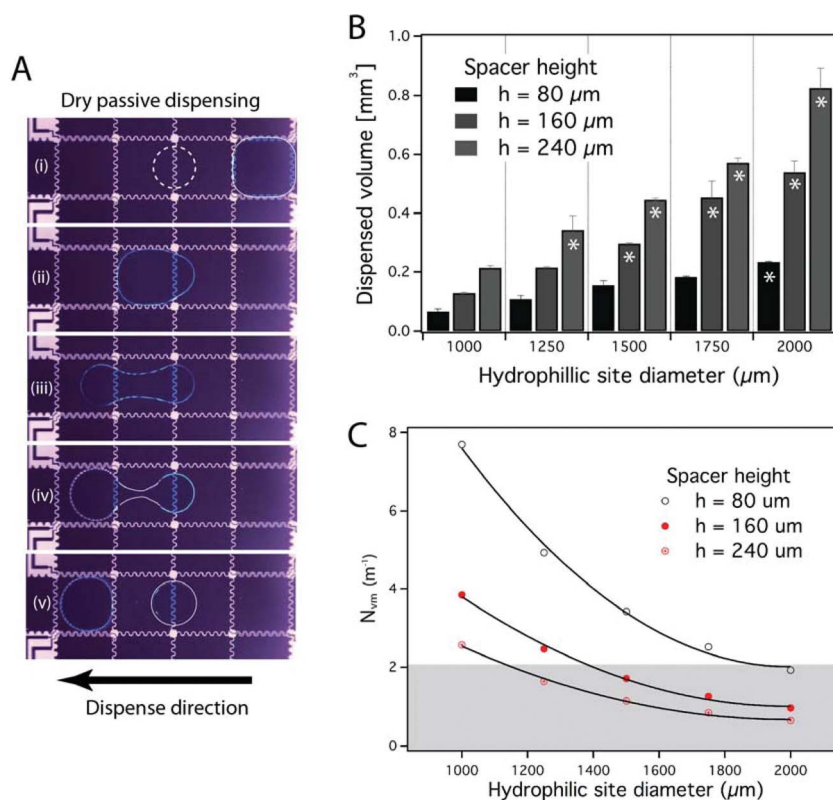 A
Dry passive dispensing
(i)
(ii)
(iii)
(iv)
(v)
Dispense direction
B
Dispensed volume [mm³]
1.0
0.8
0.6
0.4
0.2
0.0
Spacer height
h = 80 µm
h = 160 µm
h = 240 µm
* * * * * * * *
1000 1250 1500 1750 2000
Hydrophillic site diameter (µm)
C
Nvm (m⁻¹)
8
6
4
2
0
Spacer height
h = 80 um
h = 160 um
h = 240 um
1000 1200 1400 1600 1800 2000
Hydrophilic site diameter (µm)